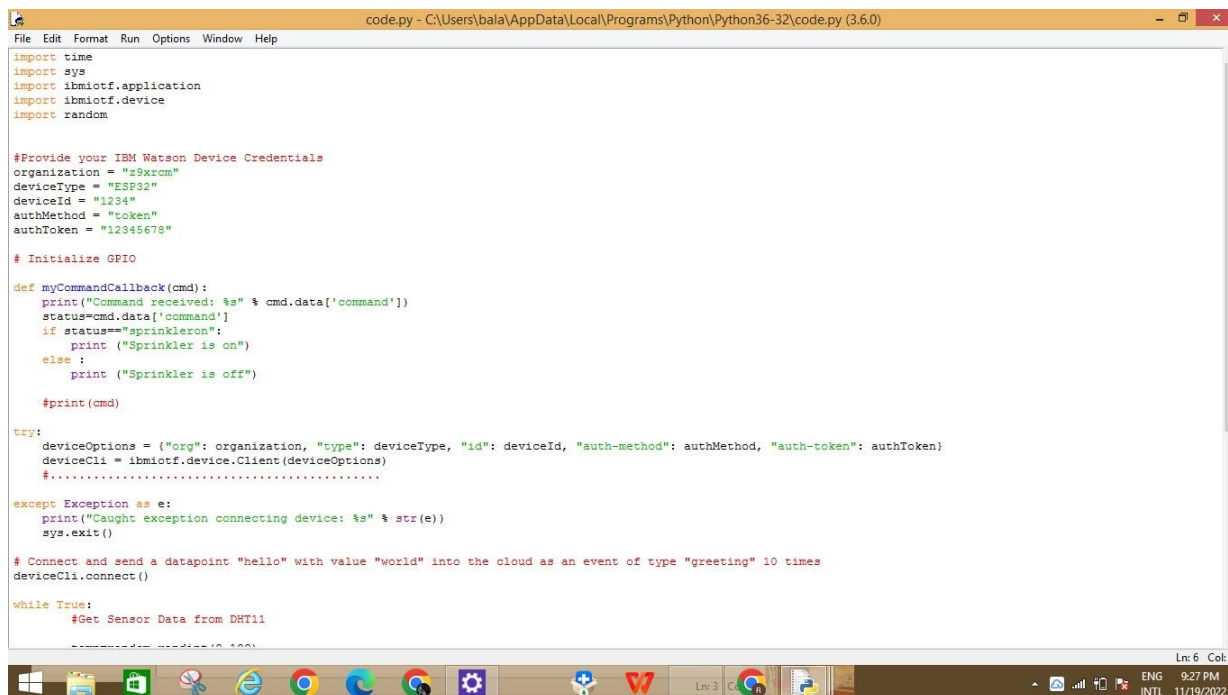 code.py - C:\Users\bala\AppData\Local\Programs\Python\Python36-32\code.py (3.6.0)
File Edit Format Run Options Window Help
import time
import sys
import ibmiotf.application
import ibmiotf.device
import random
#Provide your IBM Watson Device Credentials
organization = "z9xrcm"
deviceType = "ESP32"
deviceId = "1234"
authMethod = "token"
authToken = "12345678"
# Initialize GPIO
def myCommandCallback(cmd):
    print("Command received: %s" % cmd.data['command'])
    status=cmd.data['command']
    if status=="sprinkleron":
        print ("Sprinkler is on")
    else :
        print ("Sprinkler is off")
    #print(cmd)
try:
    deviceOptions = {"org": organization, "type": deviceType, "id": deviceId, "auth-method": authMethod, "auth-token": authToken}
    deviceCli = ibmiotf.device.Client(deviceOptions)
    #..............................................
except Exception as e:
    print("Caught exception connecting device: %s" % str(e))
    sys.exit()
# Connect and send a datapoint "hello" with value "world" into the cloud as an event of type "greeting" 10 times
deviceCli.connect()
while True:
        #Get Sensor Data from DHT11
Ln: 6 Col:
Ln: 3
ENG 9:27 PM
INTL 11/19/2022